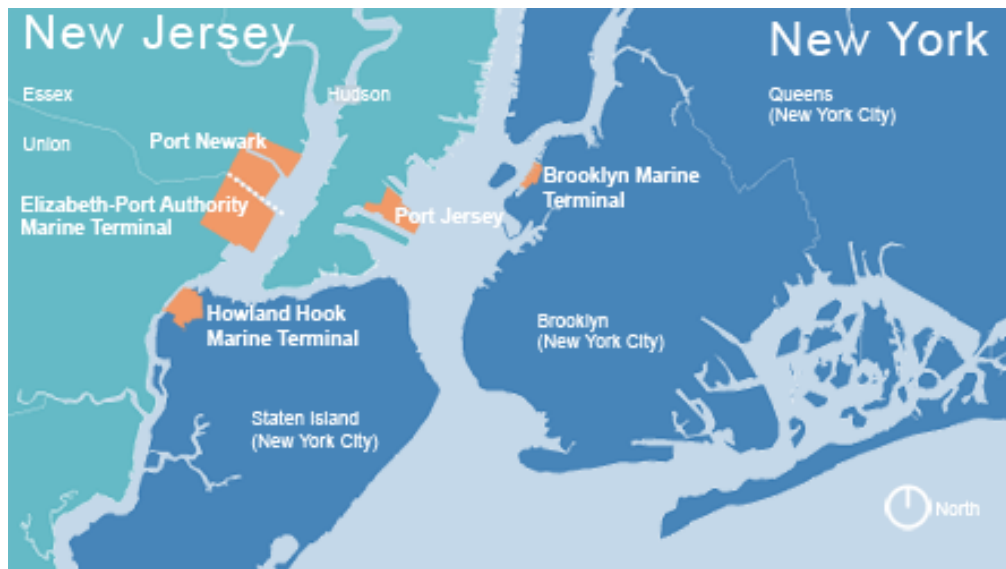 New Jersey
New York
Essex
Hudson
Queens
(New York City)
Union
Port Newark
Brooklyn Marine
Terminal
Elizabeth-Port Authority
Marine Terminal
Port Jersey
Howland Hook
Marine Terminal
Brooklyn
(New York City)
Staten Island
(New York City)
North